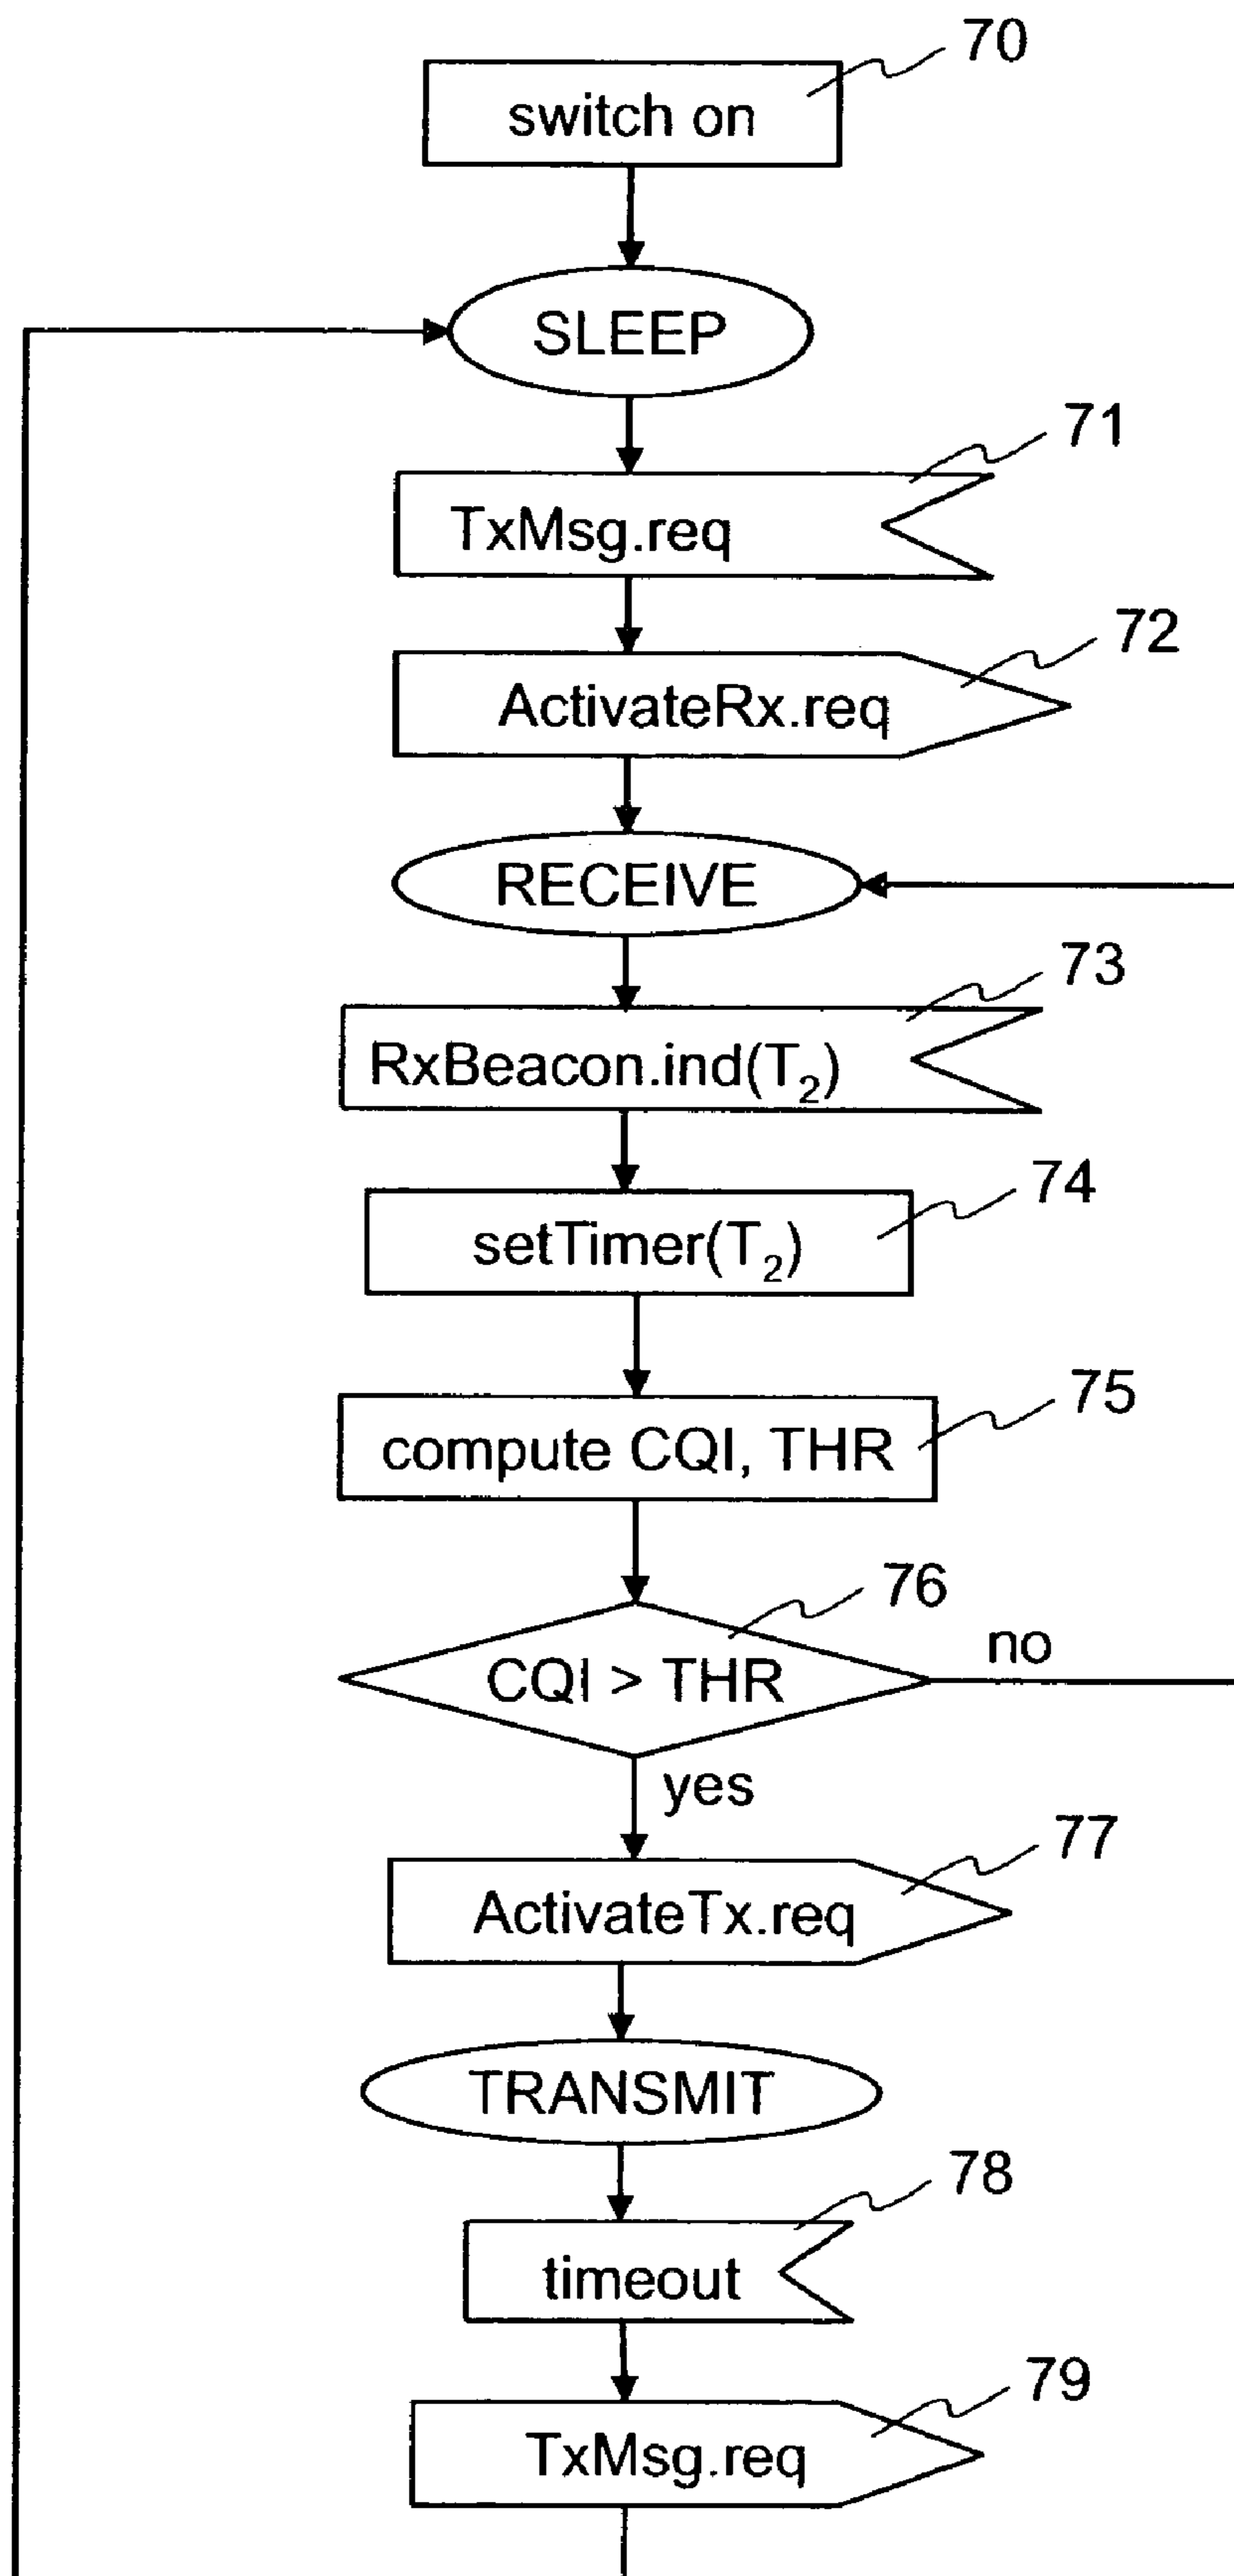 70
switch on
SLEEP
71
TxMsg.req
72
ActivateRx.req
RECEIVE
73
RxBeacon.ind(T₂)
74
setTimer(T₂)
75
compute CQI, THR
76
CQI > THR
no
yes
77
ActivateTx.req
TRANSMIT
78
timeout
79
TxMsg.req